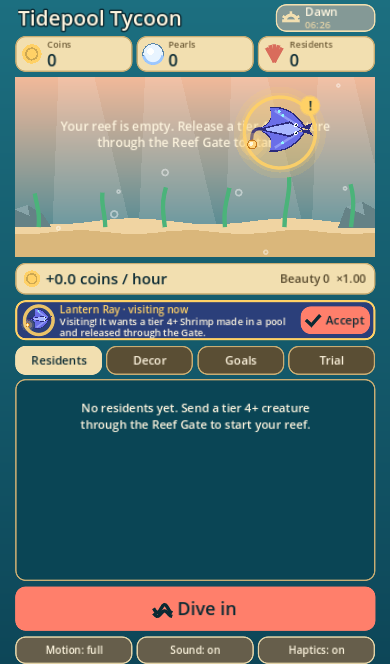 Tidepool Tycoon
Dawn
06:26
Coins
0
Pearls
0
Residents
0
!
Your reef is empty. Release a tier
re
through the Reef Gate to
+0.0 coins / hour
Beauty 0 ×1.00
Lantern Ray · visiting now
Visiting! It wants a tier 4+ Shrimp made in a pool
and released through the Gate.
Accept
Residents
Decor
Goals
Trial
No residents yet. Send a tier 4+ creature
through the Reef Gate to start your reef.
Dive in
Motion: full
Sound: on
Haptics: on